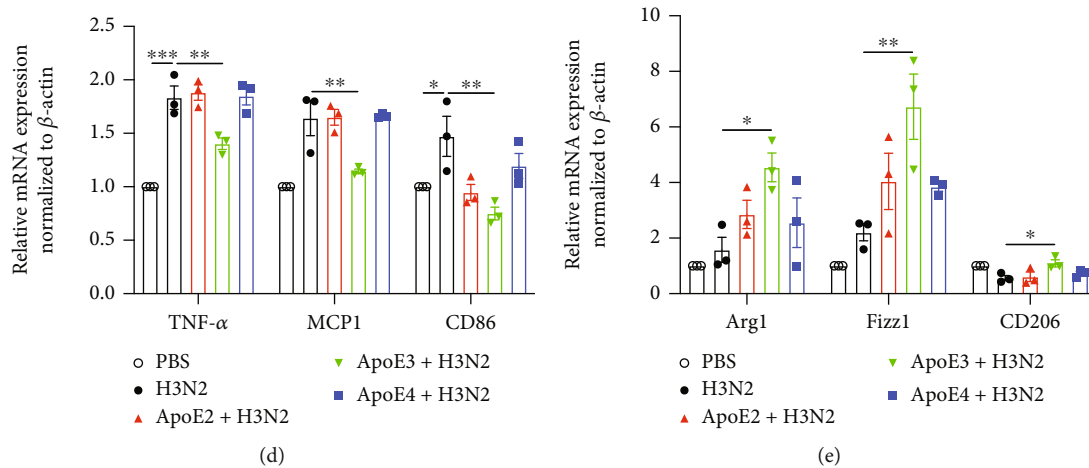 Relative mRNA expression
normalized to β-actin
2.5
2.0
1.5
1.0
0.5
0.0
*** **
**
* **
TNF-α MCP1 CD86
PBS
H3N2
ApoE2 + H3N2
ApoE3 + H3N2
ApoE4 + H3N2
(d)
Relative mRNA expression
normalized to β-actin
10
8
6
4
2
0
*
**
*
Arg1 Fizz1 CD206
PBS
H3N2
ApoE2 + H3N2
ApoE3 + H3N2
ApoE4 + H3N2
(e)